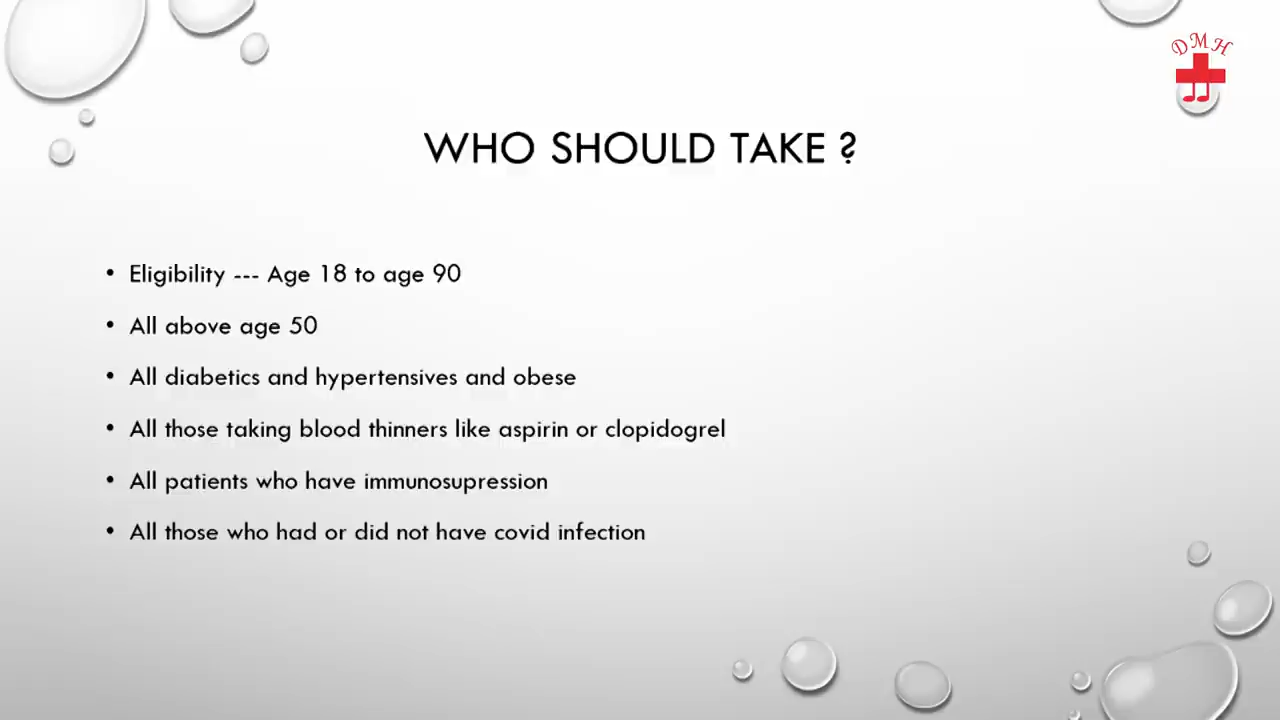 DMH
WHO SHOULD TAKE ?
• Eligibility --- Age 18 to age 90
• All above age 50
• All diabetics and hypertensives and obese
• All those taking blood thinners like aspirin or clopidogrel
• All patients who have immunosupression
• All those who had or did not have covid infection